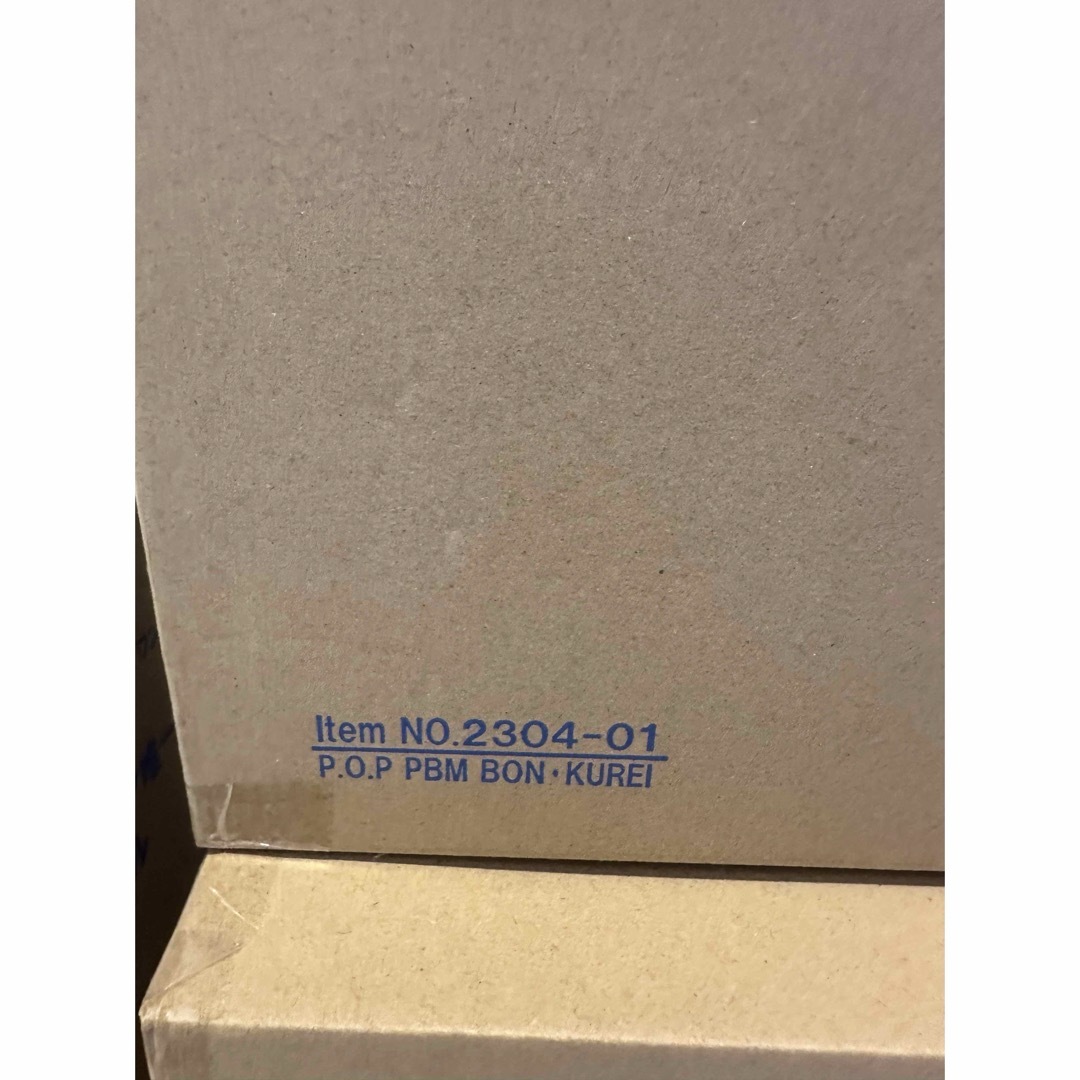 Item NO.2304-01
P.O.P PBM BON・KUREI